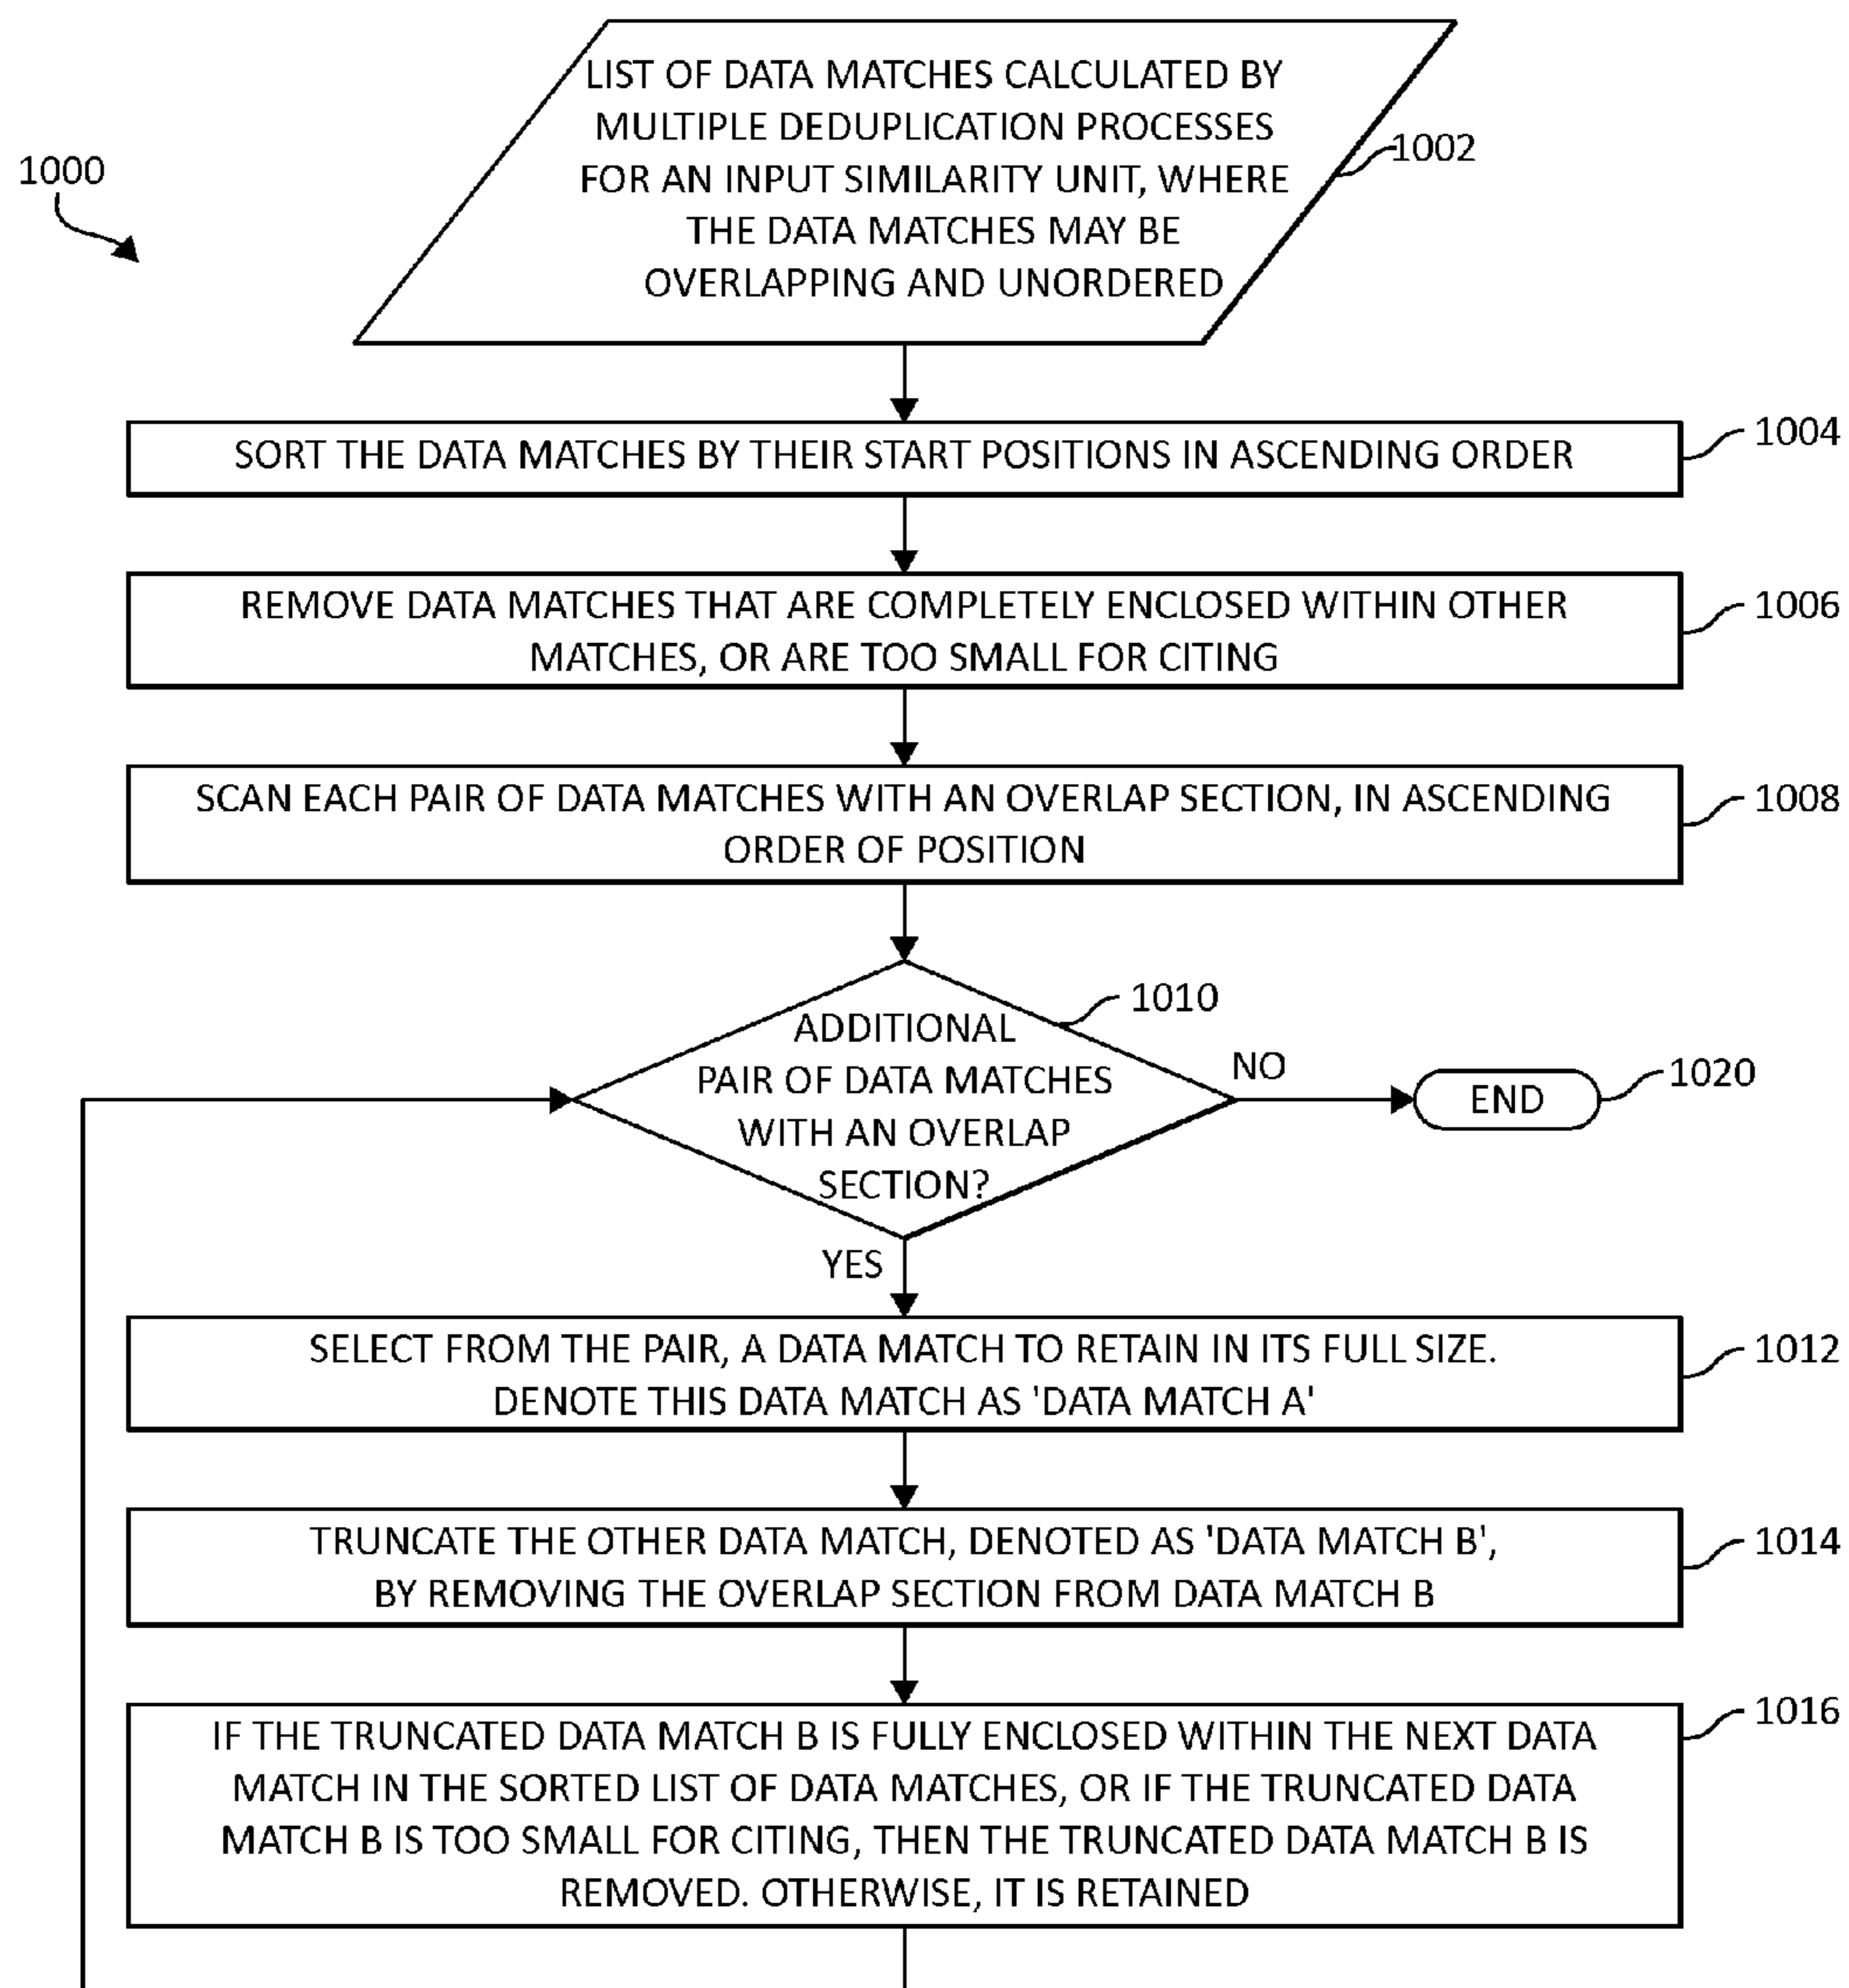 LIST OF DATA MATCHES CALCULATED BY
MULTIPLE DEDUPLICATION PROCESSES
FOR AN INPUT SIMILARITY UNIT, WHERE
THE DATA MATCHES MAY BE
OVERLAPPING AND UNORDERED
1002
1000
SORT THE DATA MATCHES BY THEIR START POSITIONS IN ASCENDING ORDER
1004
REMOVE DATA MATCHES THAT ARE COMPLETELY ENCLOSED WITHIN OTHER
MATCHES, OR ARE TOO SMALL FOR CITING
1006
SCAN EACH PAIR OF DATA MATCHES WITH AN OVERLAP SECTION, IN ASCENDING
ORDER OF POSITION
1008
ADDITIONAL
PAIR OF DATA MATCHES
WITH AN OVERLAP
SECTION?
1010
NO
END
1020
YES
SELECT FROM THE PAIR, A DATA MATCH TO RETAIN IN ITS FULL SIZE.
DENOTE THIS DATA MATCH AS 'DATA MATCH A'
1012
TRUNCATE THE OTHER DATA MATCH, DENOTED AS 'DATA MATCH B',
BY REMOVING THE OVERLAP SECTION FROM DATA MATCH B
1014
IF THE TRUNCATED DATA MATCH B IS FULLY ENCLOSED WITHIN THE NEXT DATA
MATCH IN THE SORTED LIST OF DATA MATCHES, OR IF THE TRUNCATED DATA
MATCH B IS TOO SMALL FOR CITING, THEN THE TRUNCATED DATA MATCH B IS
REMOVED. OTHERWISE, IT IS RETAINED
1016